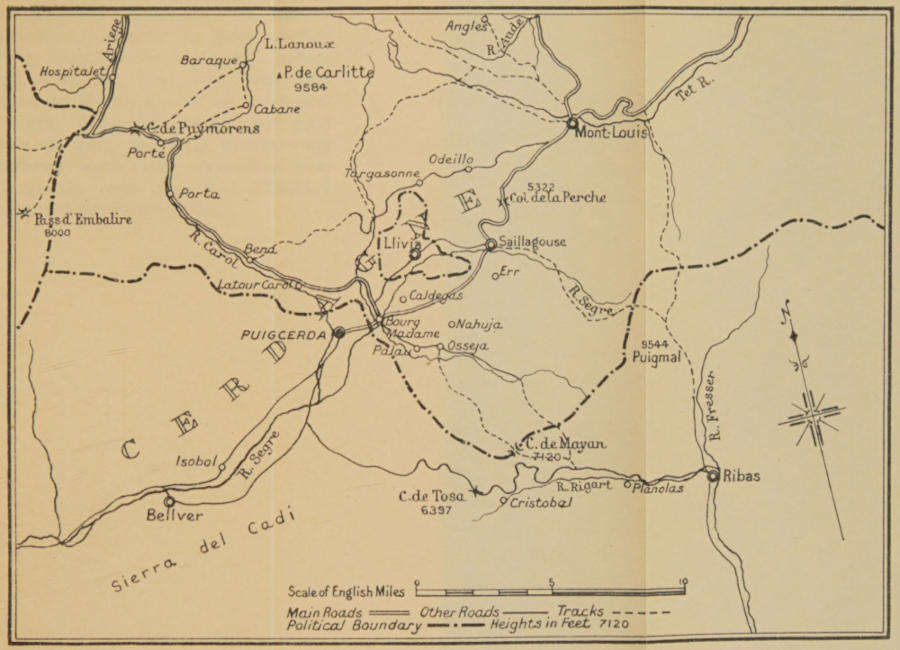 Angles
R. Aude
Ariege
L. Lanoux
Baraque
Hospitalet
P. de Carlitte
9584
Tet R.
Cabane
C. de Puymorens
Mont-Louis
Porte
Odeillo
Targasonne
Porta
5322
Col de la Perche
Pass d' Embalire
8000
R. Carol
Bend
Llivia
Saillagouse
Err
Latour Carol
Caldegas
R. Segre
Bourg
Madame
Nahuja
PUIGCERDA
Palau
Osseja
9544
Puigmal
CERDAGNE
R. Fresser
N
Isobol
R. Segre
C. de Mayan
7120
C. de Tosa
6397
R. Rigart
Planolas
Ribas
Cristobal
Bellver
Sierra del Cadi
Scale of English Miles 0 5 10
Main Roads Other Roads Tracks
Political Boundary Heights in Feet 7120